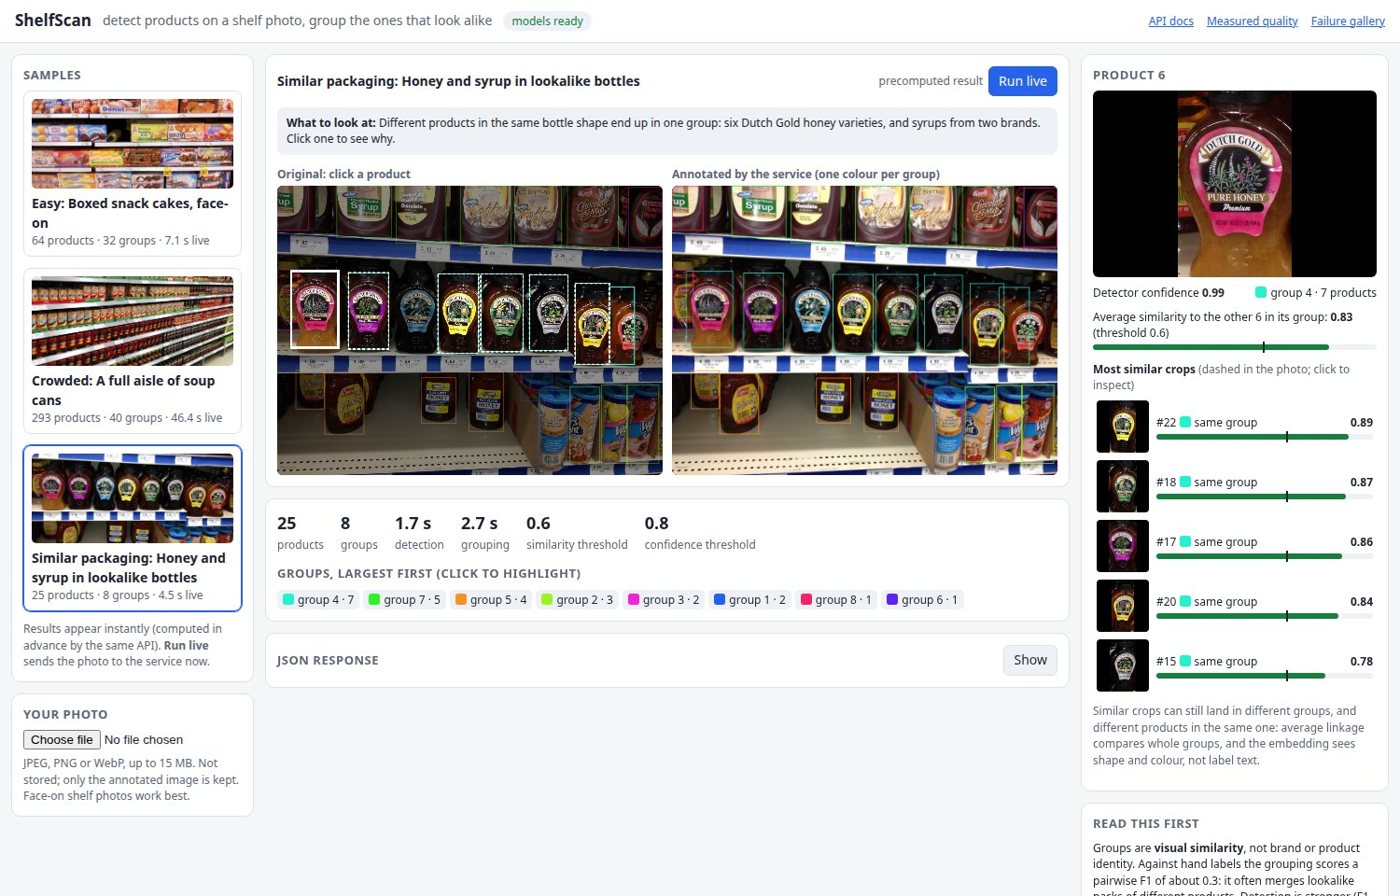 ShelfScan detect products on a shelf photo, group the ones that look alike models ready
API docs Measured quality Failure gallery
SAMPLES
Easy: Boxed snack cakes, face-
on
64 products · 32 groups · 7.1 s live
Crowded: A full aisle of soup
cans
293 products · 40 groups · 46.4 s live
Similar packaging: Honey and
syrup in lookalike bottles
25 products · 8 groups · 4.5 s live
Results appear instantly (computed in
advance by the same API). Run live
sends the photo to the service now.
YOUR PHOTO
Choose file No file chosen
JPEG, PNG or WebP, up to 15 MB. Not
stored; only the annotated image is kept.
Face-on shelf photos work best.
Similar packaging: Honey and syrup in lookalike bottles
precomputed result Run live
What to look at: Different products in the same bottle shape end up in one group: six Dutch Gold honey varieties, and syrups from two brands.
Click one to see why.
Original: click a product
Annotated by the service (one colour per group)
25 8 1.7 s 2.7 s 0.6 0.8
products groups detection grouping similarity threshold confidence threshold
GROUPS, LARGEST FIRST (CLICK TO HIGHLIGHT)
group 4 · 7 group 7 · 5 group 5 · 4 group 2 · 3 group 3 · 2 group 1 · 2 group 8 · 1 group 6 · 1
JSON RESPONSE
Show
PRODUCT 6
DUTCH GOLD
PURE HONEY
Premium
Detector confidence 0.99 group 4 · 7 products
Average similarity to the other 6 in its group: 0.83
(threshold 0.6)
Most similar crops (dashed in the photo; click to
inspect)
#22 same group 0.89
#18 same group 0.87
#17 same group 0.86
#20 same group 0.84
#15 same group 0.78
Similar crops can still land in different groups, and
different products in the same one: average linkage
compares whole groups, and the embedding sees
shape and colour, not label text.
READ THIS FIRST
Groups are visual similarity, not brand or product
identity. Against hand labels the grouping scores a
pairwise F1 of about 0.3: it often merges lookalike
packs of different products. Detection is stronger (F1